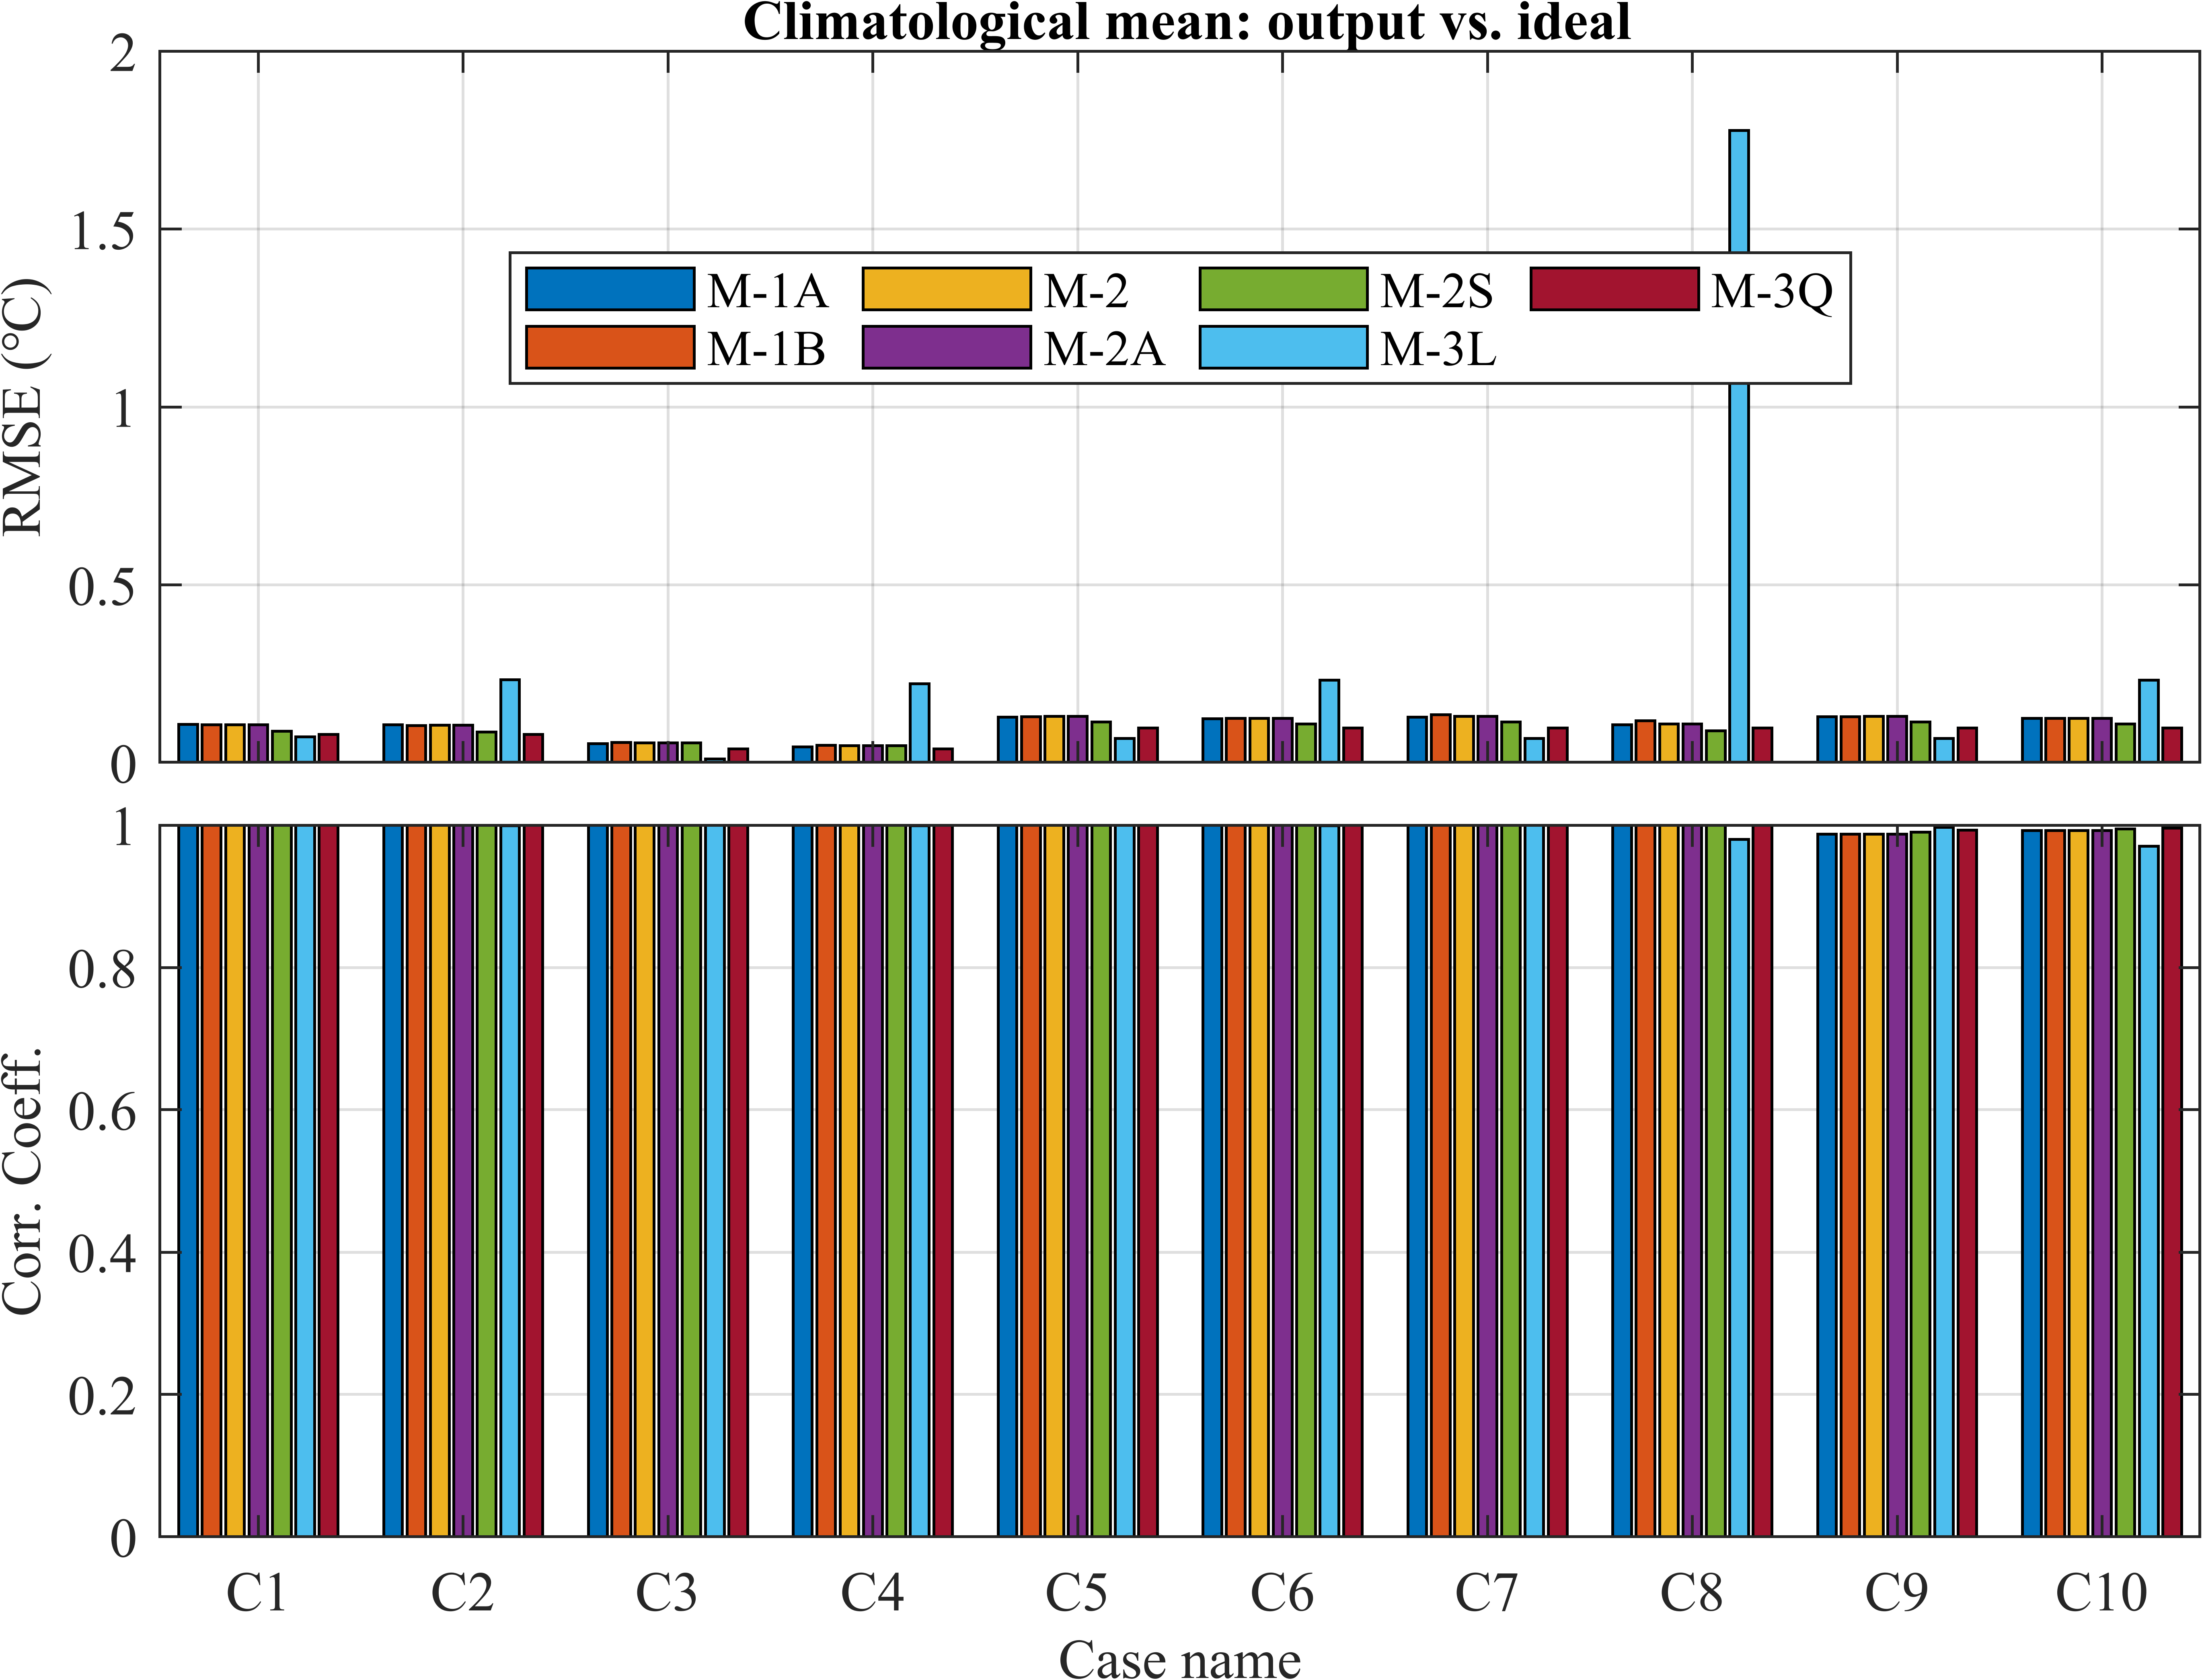 Climatological mean: output vs. ideal
2
1.5
1
0.5
0
RMSE (°C)
M-1A M-2 M-2S M-3Q
M-1B M-2A M-3L
1
0.8
0.6
0.4
0.2
0
Corr. Coeff.
C1 C2 C3 C4 C5 C6 C7 C8 C9 C10
Case name